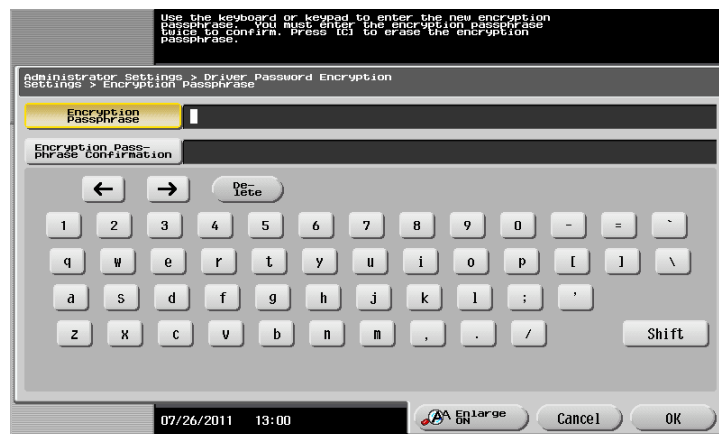 Use the keyboard or keypad to enter the new encryption
passphrase.  You must enter the encryption passphrase
twice to confirm. Press [C] to erase the encryption
passphrase.
Administrator Settings > Driver Password Encryption
Settings > Encryption Passphrase
Encryption
Passphrase
Encryption Pass-
phrase Confirmation
← → De-
lete
1 2 3 4 5 6 7 8 9 0 - = `
q w e r t y u i o p [ ] \
a s d f g h j k l ; '
z x c v b n m , . / Shift
07/26/2011 13:00 Enlarge
ON Cancel OK